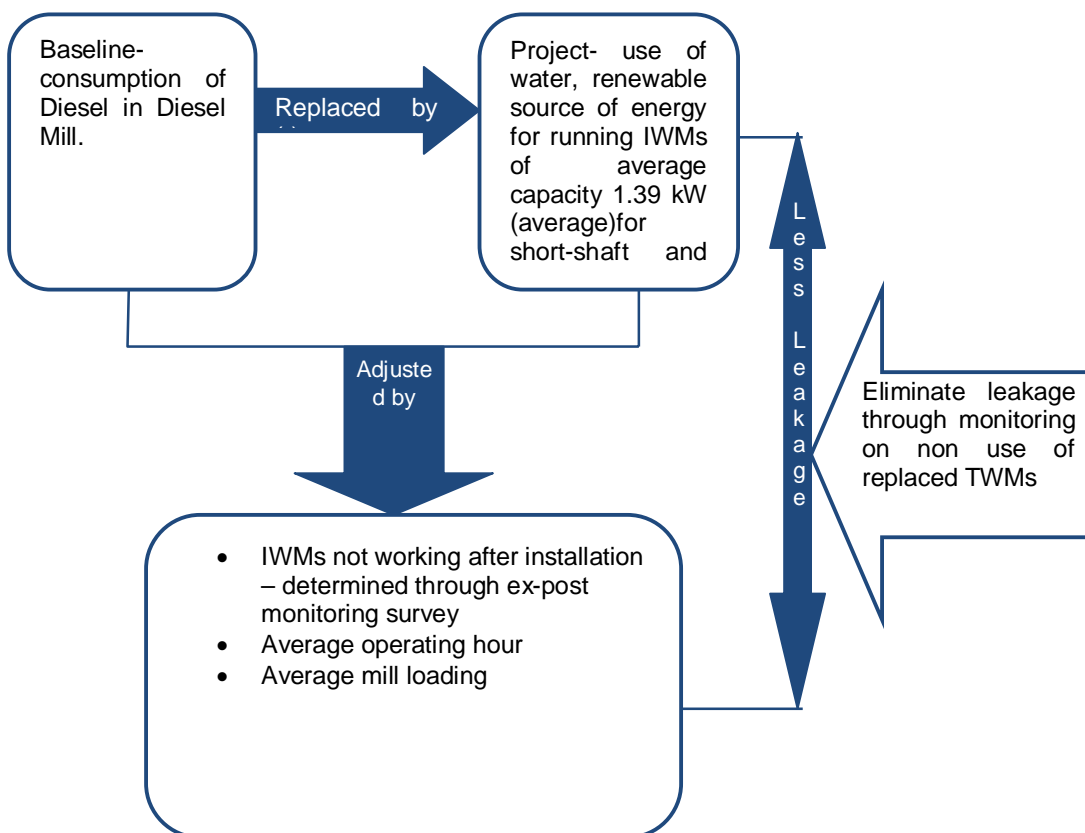 Baseline-
consumption of
Diesel in Diesel
Mill.
Replaced by
Project- use of
water, renewable
source of energy
for running IWMs
of average
capacity 1.39 kW
(average)for
short-shaft and
Less Leakage
Adjuste
d by
Eliminate leakage
through monitoring
on non use of
replaced TWMs
• IWMs not working after installation
– determined through ex-post
monitoring survey
• Average operating hour
• Average mill loading